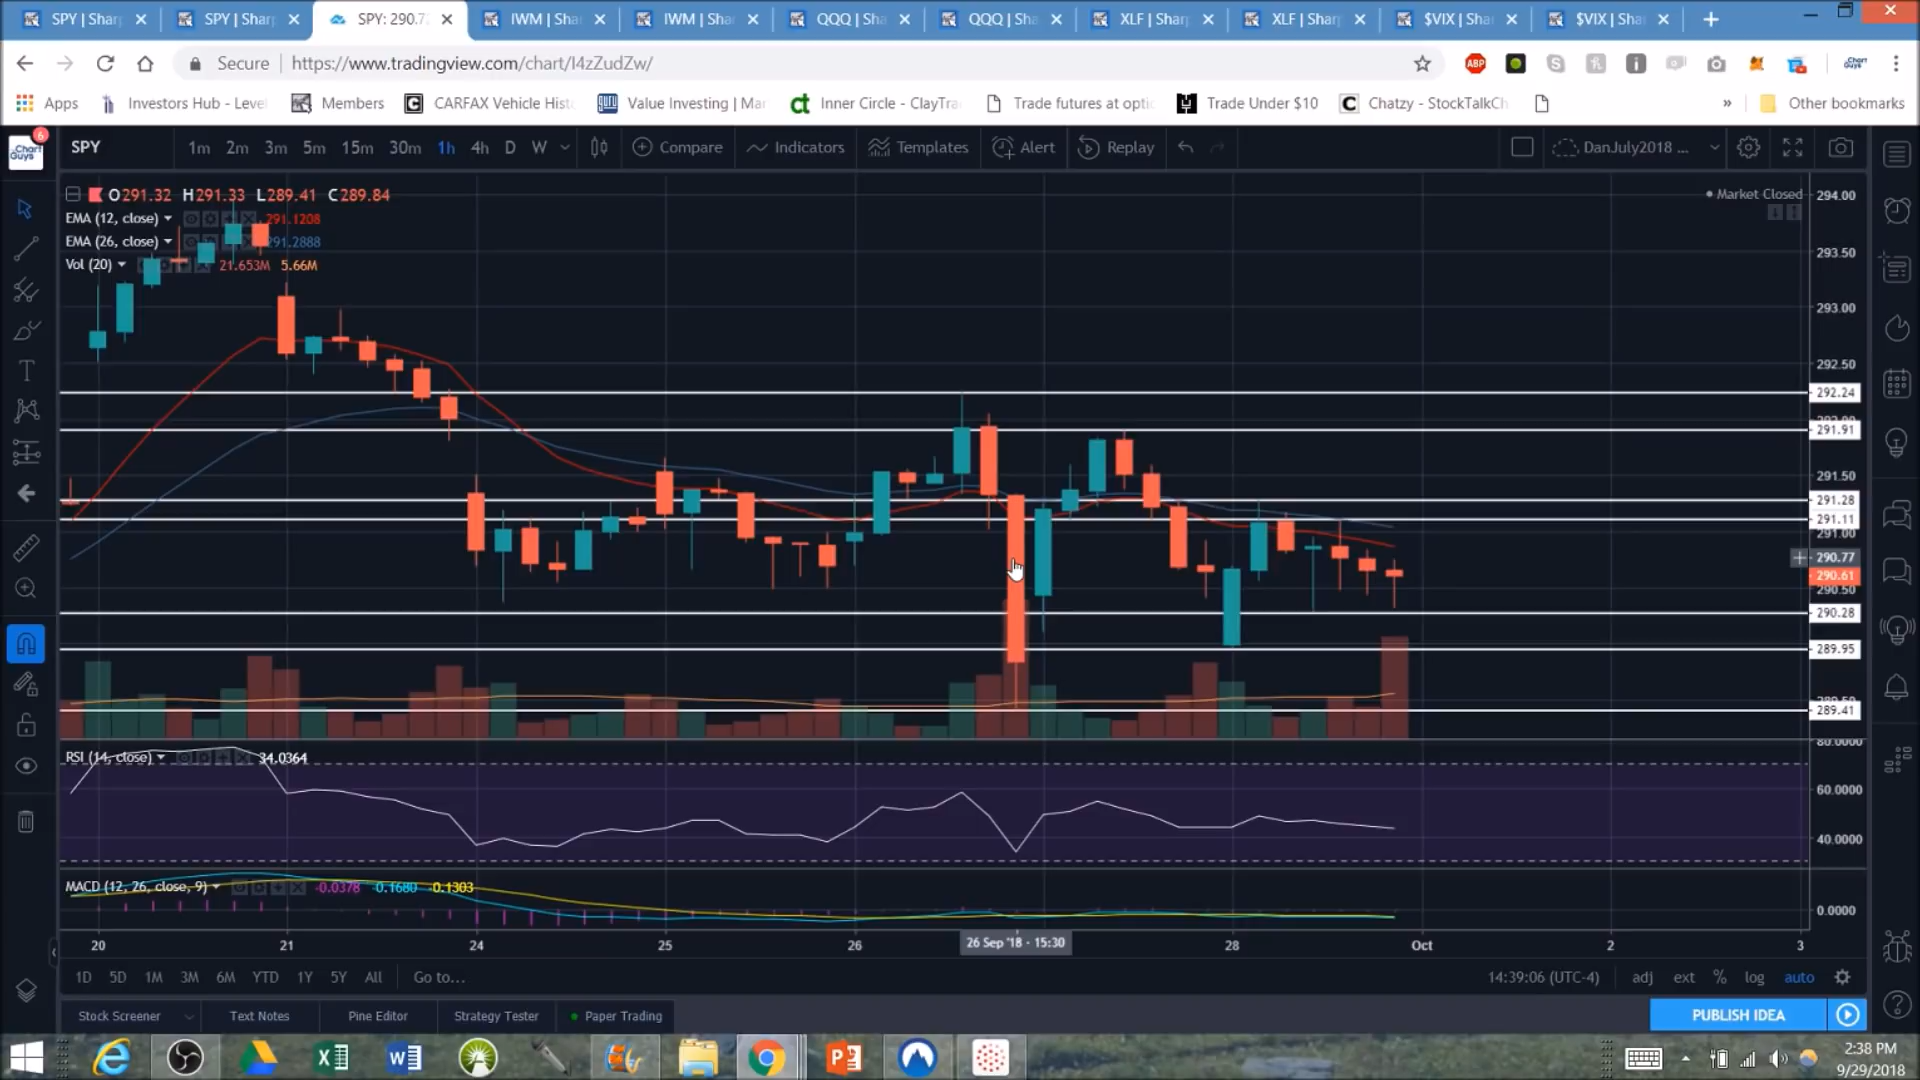 SPY | Shar
SPY | Shar
SPY: 290.7
IWM | Sha
IWM | Sha
QQQ | Sha
QQQ | Sha
XLF | Shar
XLF | Shar
$VIX | Sha
$VIX | Sha
Secure
https://www.tradingview.com/chart/I4zZudZw/
ABP
Apps
Investors Hub - Level
Members
CARFAX Vehicle Hist
guru
Value Investing | Mar
ct
Inner Circle - ClayTra
Trade futures at optic
Trade Under $10
Chatzy - StockTalkCh
»
Other bookmarks
6
Chart Guys
SPY
1m 2m 3m 5m 15m 30m 1h 4h D W
Compare
Indicators
Templates
Alert
Replay
DanJuly2018 ...
O291.32 H291.33 L289.41 C289.84
EMA (12, close) 291.1208
EMA (26, close) 291.2888
Vol (20) 21.653M 5.66M
Market Closed
294.00
293.50
293.00
292.50
292.24
291.91
291.50
291.28
291.11
291.00
290.77
290.61
290.50
290.28
289.95
289.41
RSI (14, close) 34.0364
80.0000
60.0000
40.0000
MACD (12, 26, close, 9) -0.0378 -0.1680 -0.1303
0.0000
20 21 24 25 26 26 Sep '18 - 15:30 28 Oct 2 3
1D 5D 1M 3M 6M YTD 1Y 5Y All Go to...
14:39:06 (UTC-4) adj ext % log auto
Stock Screener
Text Notes
Pine Editor
Strategy Tester
Paper Trading
PUBLISH IDEA
2:38 PM
9/29/2018